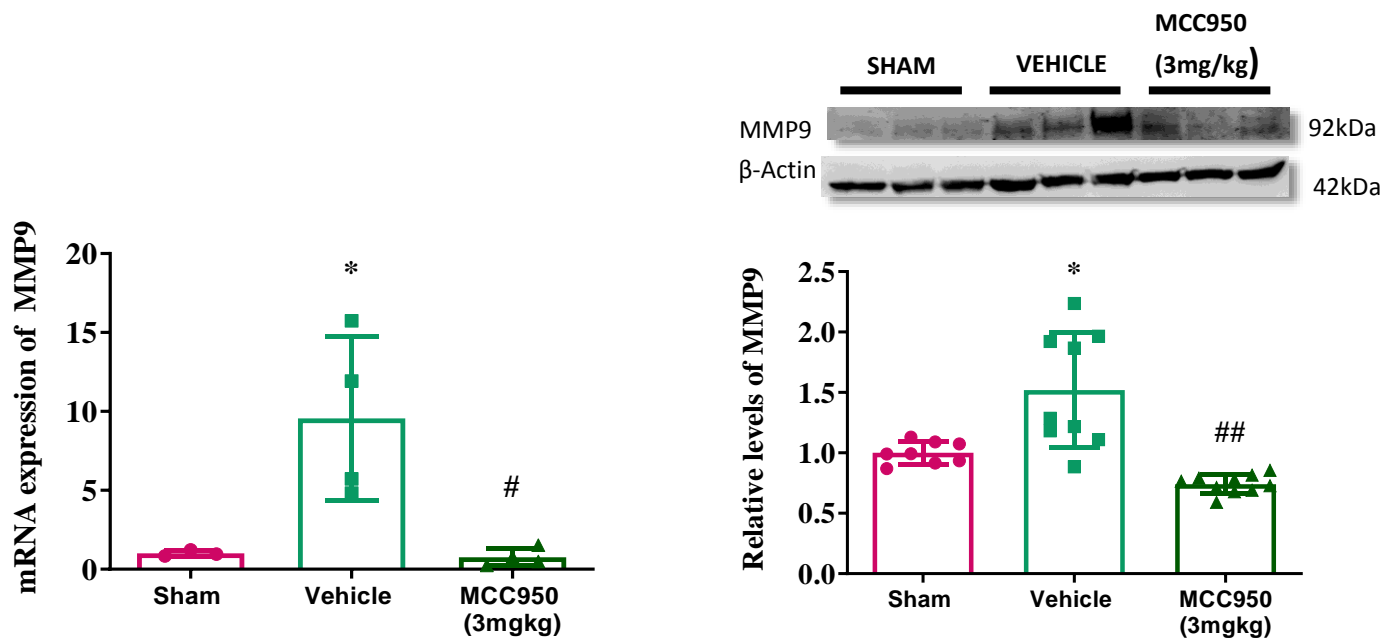 MCC950
(3mg/kg)
SHAM
VEHICLE
MMP9
92kDa
β-Actin
42kDa
mRNA expression of MMP9
20
15
10
5
0
*
#
Sham
Vehicle
MCC950
(3mgkg)
Relative levels of MMP9
2.5
2.0
1.5
1.0
0.5
0.0
*
##
Sham
Vehicle
MCC950
(3mgkg)